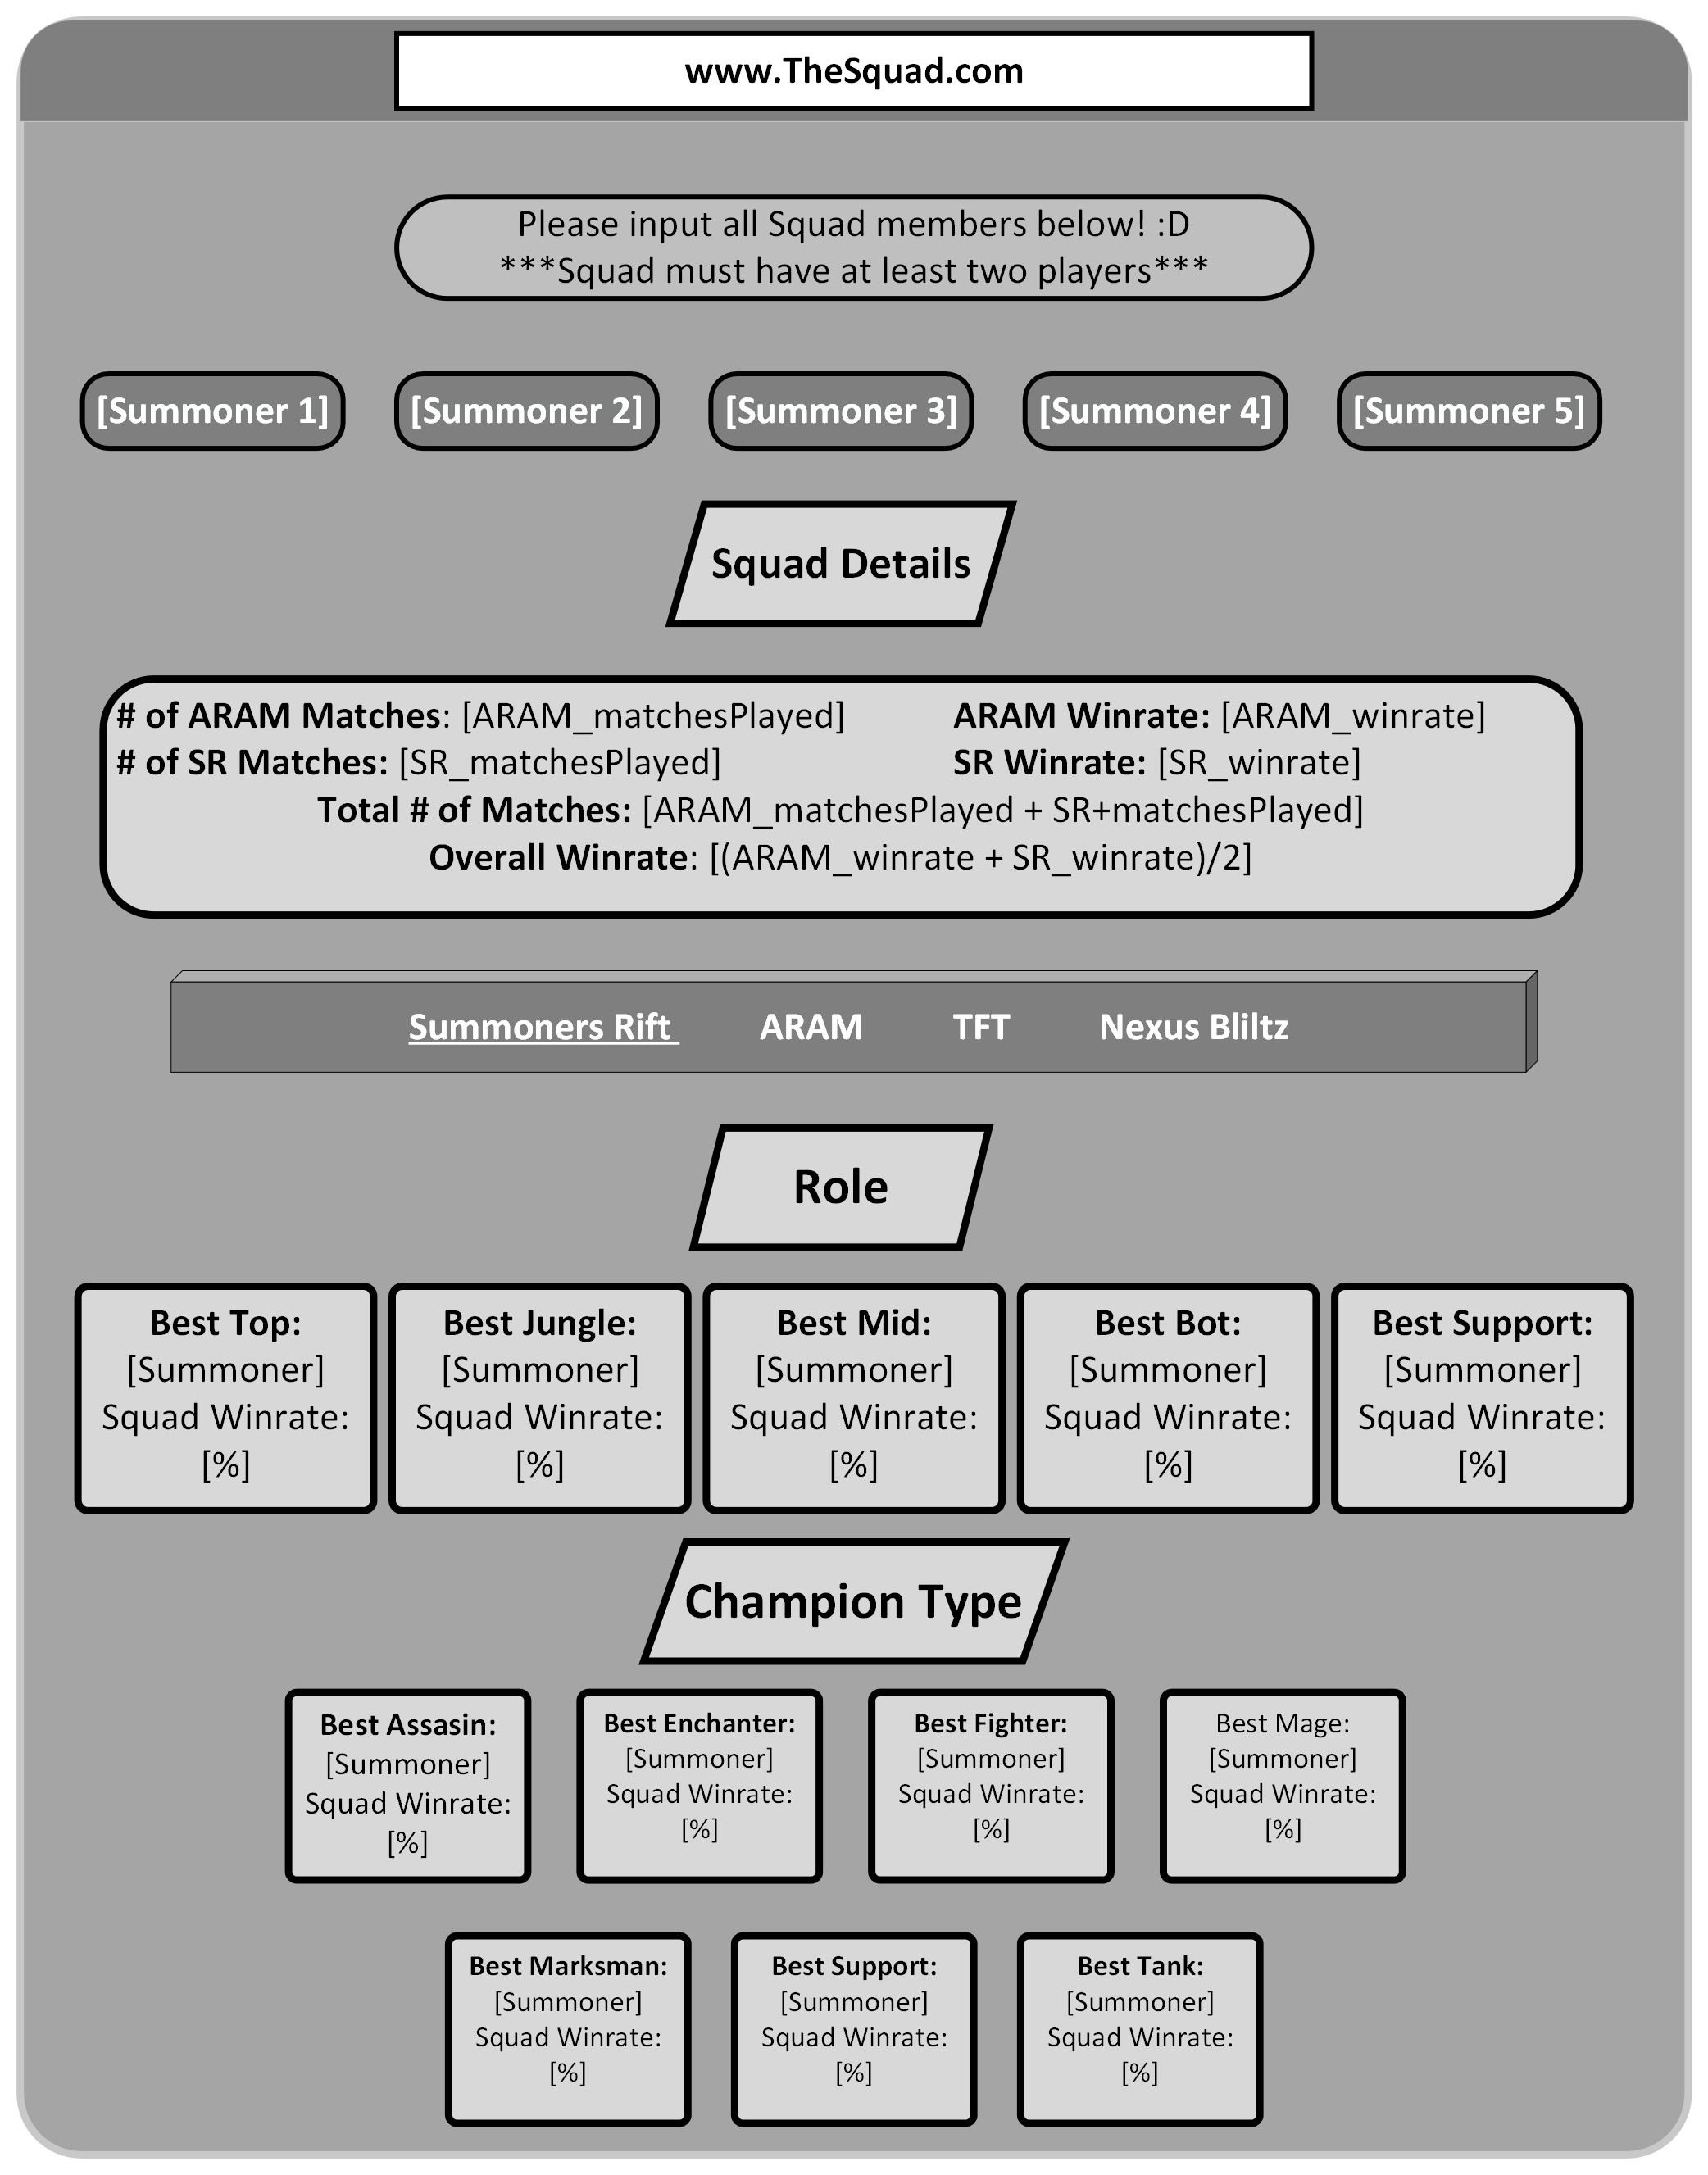 www.TheSquad.com
Please input all Squad members below! :D
***Squad must have at least two players***
[Summoner 1] [Summoner 2] [Summoner 3] [Summoner 4] [Summoner 5]
Squad Details
# of ARAM Matches: [ARAM_matchesPlayed] ARAM Winrate: [ARAM_winrate]
# of SR Matches: [SR_matchesPlayed] SR Winrate: [SR_winrate]
Total # of Matches: [ARAM_matchesPlayed + SR+matchesPlayed]
Overall Winrate: [(ARAM_winrate + SR_winrate)/2]
Summoners Rift ARAM TFT Nexus Bliltz
Role
Best Top:
[Summoner]
Squad Winrate:
[%]
Best Jungle:
[Summoner]
Squad Winrate:
[%]
Best Mid:
[Summoner]
Squad Winrate:
[%]
Best Bot:
[Summoner]
Squad Winrate:
[%]
Best Support:
[Summoner]
Squad Winrate:
[%]
Champion Type
Best Assasin:
[Summoner]
Squad Winrate:
[%]
Best Enchanter:
[Summoner]
Squad Winrate:
[%]
Best Fighter:
[Summoner]
Squad Winrate:
[%]
Best Mage:
[Summoner]
Squad Winrate:
[%]
Best Marksman:
[Summoner]
Squad Winrate:
[%]
Best Support:
[Summoner]
Squad Winrate:
[%]
Best Tank:
[Summoner]
Squad Winrate:
[%]